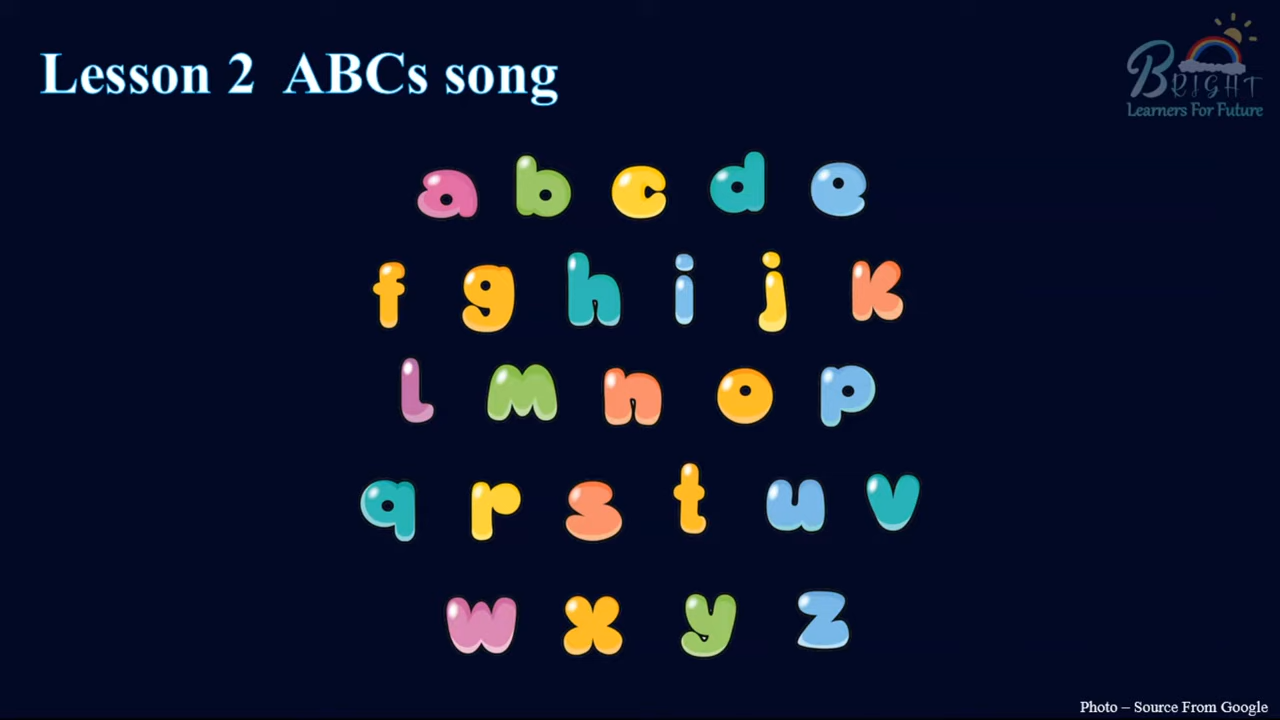 Lesson 2 ABCs song
BRIGHT
Learners For Future
a b c d e
f g h i j k
l m n o p
q r s t u v
w x y z
Photo – Source From Google